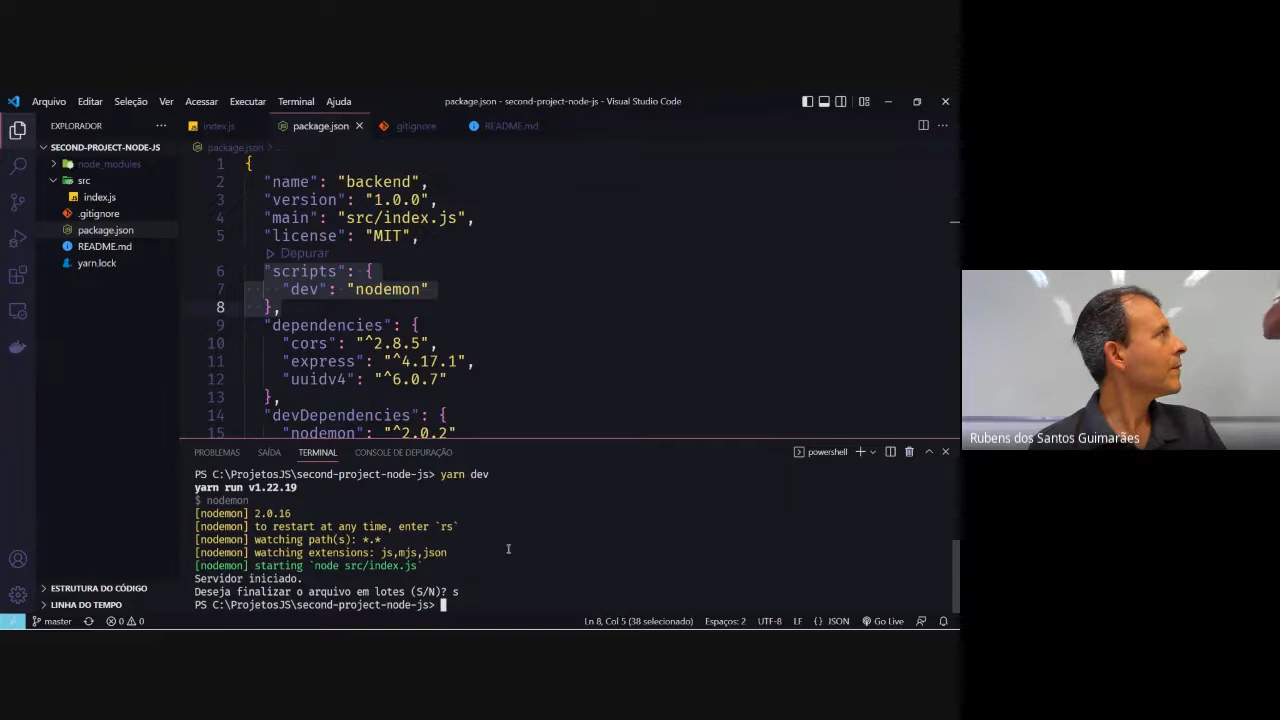 Arquivo Editar Seleção Ver Acessar Executar Terminal Ajuda
package.json - second-project-node-js - Visual Studio Code
EXPLORADOR
index.js
package.json
gitignore
README.md
SECOND-PROJECT-NODE-JS
node_modules
src
index.js
.gitignore
package.json
README.md
yarn.lock
package.json > ...
1 {
2 "name": "backend",
3 "version": "1.0.0",
4 "main": "src/index.js",
5 "license": "MIT",
Depurar
6 "scripts": {
7 "dev": "nodemon"
8 },
9 "dependencies": {
10 "cors": "^2.8.5",
11 "express": "^4.17.1",
12 "uuidv4": "^6.0.7"
13 },
14 "devDependencies": {
15 "nodemon": "^2.0.2"
PROBLEMAS SAÍDA TERMINAL CONSOLE DE DEPURAÇÃO
powershell
PS C:\ProjetosJS\second-project-node-js> yarn dev
yarn run v1.22.19
$ nodemon
[nodemon] 2.0.16
[nodemon] to restart at any time, enter `rs`
[nodemon] watching path(s): *.*
[nodemon] watching extensions: js,mjs,json
[nodemon] starting `node src/index.js`
Servidor iniciado.
Deseja finalizar o arquivo em lotes (S/N)? s
PS C:\ProjetosJS\second-project-node-js>
ESTRUTURA DO CÓDIGO
LINHA DO TEMPO
master
0 0
Ln 8, Col 5 (38 selecionado) Espaços: 2 UTF-8 LF {} JSON Go Live
Rubens dos Santos Guimarães